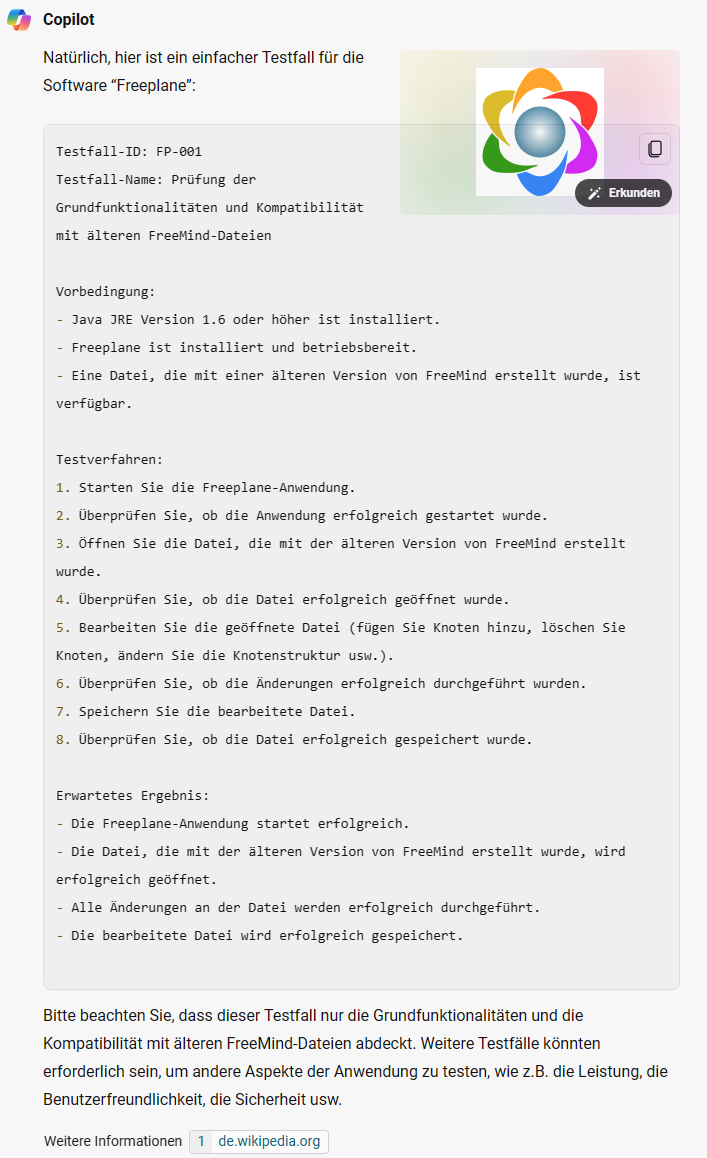 Copilot
Natürlich, hier ist ein einfacher Testfall für die
Software “Freeplane”:
Erkunden
Testfall-ID: FP-001
Testfall-Name: Prüfung der
Grundfunktionalitäten und Kompatibilität
mit älteren FreeMind-Dateien
Vorbedingung:
- Java JRE Version 1.6 oder höher ist installiert.
- Freeplane ist installiert und betriebsbereit.
- Eine Datei, die mit einer älteren Version von FreeMind erstellt wurde, ist
verfügbar.
Testverfahren:
1. Starten Sie die Freeplane-Anwendung.
2. Überprüfen Sie, ob die Anwendung erfolgreich gestartet wurde.
3. Öffnen Sie die Datei, die mit der älteren Version von FreeMind erstellt
wurde.
4. Überprüfen Sie, ob die Datei erfolgreich geöffnet wurde.
5. Bearbeiten Sie die geöffnete Datei (fügen Sie Knoten hinzu, löschen Sie
Knoten, ändern Sie die Knotenstruktur usw.).
6. Überprüfen Sie, ob die Änderungen erfolgreich durchgeführt wurden.
7. Speichern Sie die bearbeitete Datei.
8. Überprüfen Sie, ob die Datei erfolgreich gespeichert wurde.
Erwartetes Ergebnis:
- Die Freeplane-Anwendung startet erfolgreich.
- Die Datei, die mit der älteren Version von FreeMind erstellt wurde, wird
erfolgreich geöffnet.
- Alle Änderungen an der Datei werden erfolgreich durchgeführt.
- Die bearbeitete Datei wird erfolgreich gespeichert.
Bitte beachten Sie, dass dieser Testfall nur die Grundfunktionalitäten und die
Kompatibilität mit älteren FreeMind-Dateien abdeckt. Weitere Testfälle könnten
erforderlich sein, um andere Aspekte der Anwendung zu testen, wie z.B. die Leistung, die
Benutzerfreundlichkeit, die Sicherheit usw.
Weitere Informationen 1 de.wikipedia.org